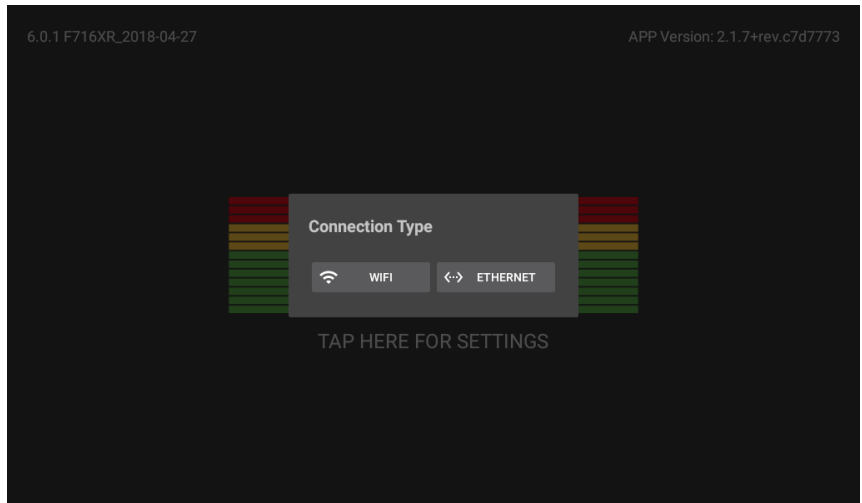 6.0.1 F716XR_2018-04-27
APP Version: 2.1.7+rev.c7d7773
Connection Type
WIFI
ETHERNET
TAP HERE FOR SETTINGS